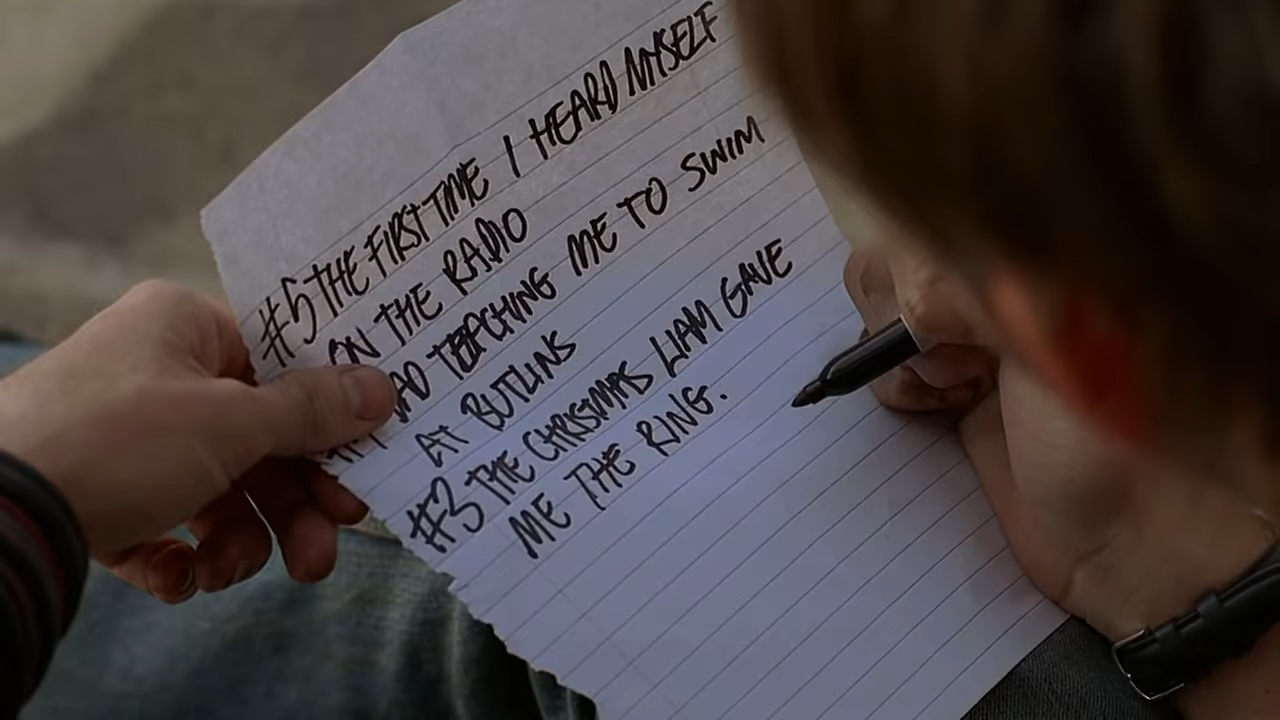 #5 THE FIRST TIME I HEARD MYSELF
ON THE RADIO
DAD TEACHING ME TO SWIM
AT BUTLINS
#3 THE CHRISTMAS LIAM GAVE
ME THE RING.